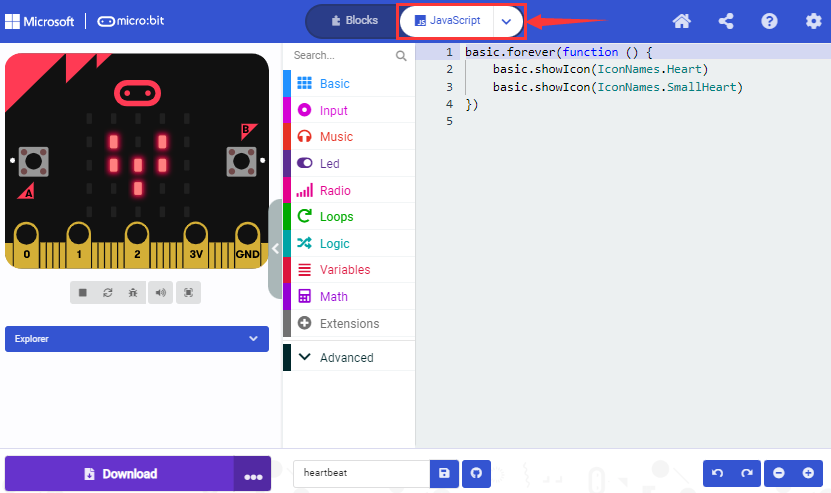 Microsoft micro:bit Blocks JS JavaScript
Search...
Basic
Input
Music
Led
Radio
Loops
Logic
Variables
Math
Extensions
Advanced
1 basic.forever(function () {
2 basic.showIcon(IconNames.Heart)
3 basic.showIcon(IconNames.SmallHeart)
4 })
5
B
A
0 1 2 3V GND
Explorer
Download
heartbeat